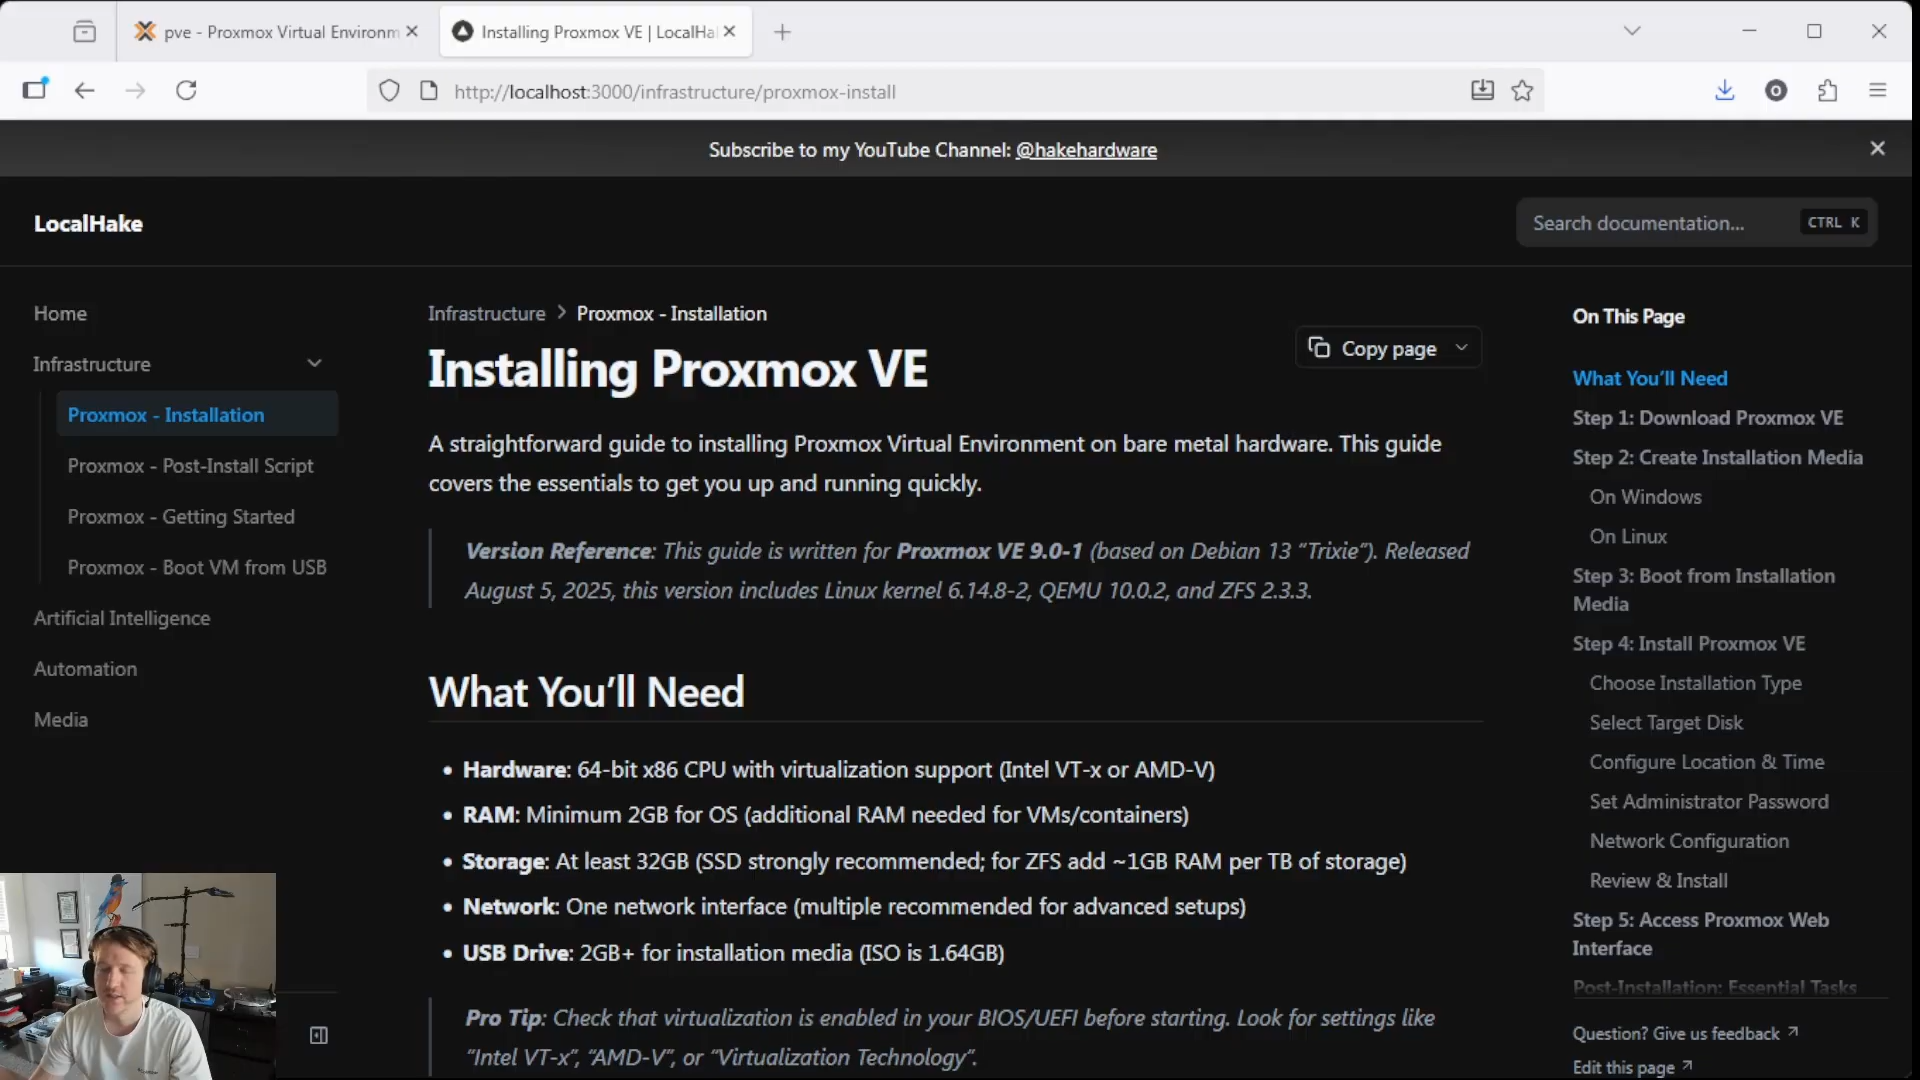 pve - Proxmox Virtual Environm
Installing Proxmox VE | LocalHa
http://localhost:3000/infrastructure/proxmox-install
Subscribe to my YouTube Channel: @hakehardware
LocalHake
Search documentation...
CTRL K
Home
Infrastructure
Proxmox - Installation
Proxmox - Post-Install Script
Proxmox - Getting Started
Proxmox - Boot VM from USB
Artificial Intelligence
Automation
Media
Infrastructure > Proxmox - Installation
Copy page
Installing Proxmox VE
A straightforward guide to installing Proxmox Virtual Environment on bare metal hardware. This guide
covers the essentials to get you up and running quickly.
Version Reference: This guide is written for Proxmox VE 9.0-1 (based on Debian 13 “Trixie”). Released
August 5, 2025, this version includes Linux kernel 6.14.8-2, QEMU 10.0.2, and ZFS 2.3.3.
What You’ll Need
• Hardware: 64-bit x86 CPU with virtualization support (Intel VT-x or AMD-V)
• RAM: Minimum 2GB for OS (additional RAM needed for VMs/containers)
• Storage: At least 32GB (SSD strongly recommended; for ZFS add ~1GB RAM per TB of storage)
• Network: One network interface (multiple recommended for advanced setups)
• USB Drive: 2GB+ for installation media (ISO is 1.64GB)
Pro Tip: Check that virtualization is enabled in your BIOS/UEFI before starting. Look for settings like
“Intel VT-x”, “AMD-V”, or “Virtualization Technology”.
On This Page
What You’ll Need
Step 1: Download Proxmox VE
Step 2: Create Installation Media
On Windows
On Linux
Step 3: Boot from Installation
Media
Step 4: Install Proxmox VE
Choose Installation Type
Select Target Disk
Configure Location & Time
Set Administrator Password
Network Configuration
Review & Install
Step 5: Access Proxmox Web
Interface
Post-Installation: Essential Tasks
Question? Give us feedback ↗
Edit this page ↗